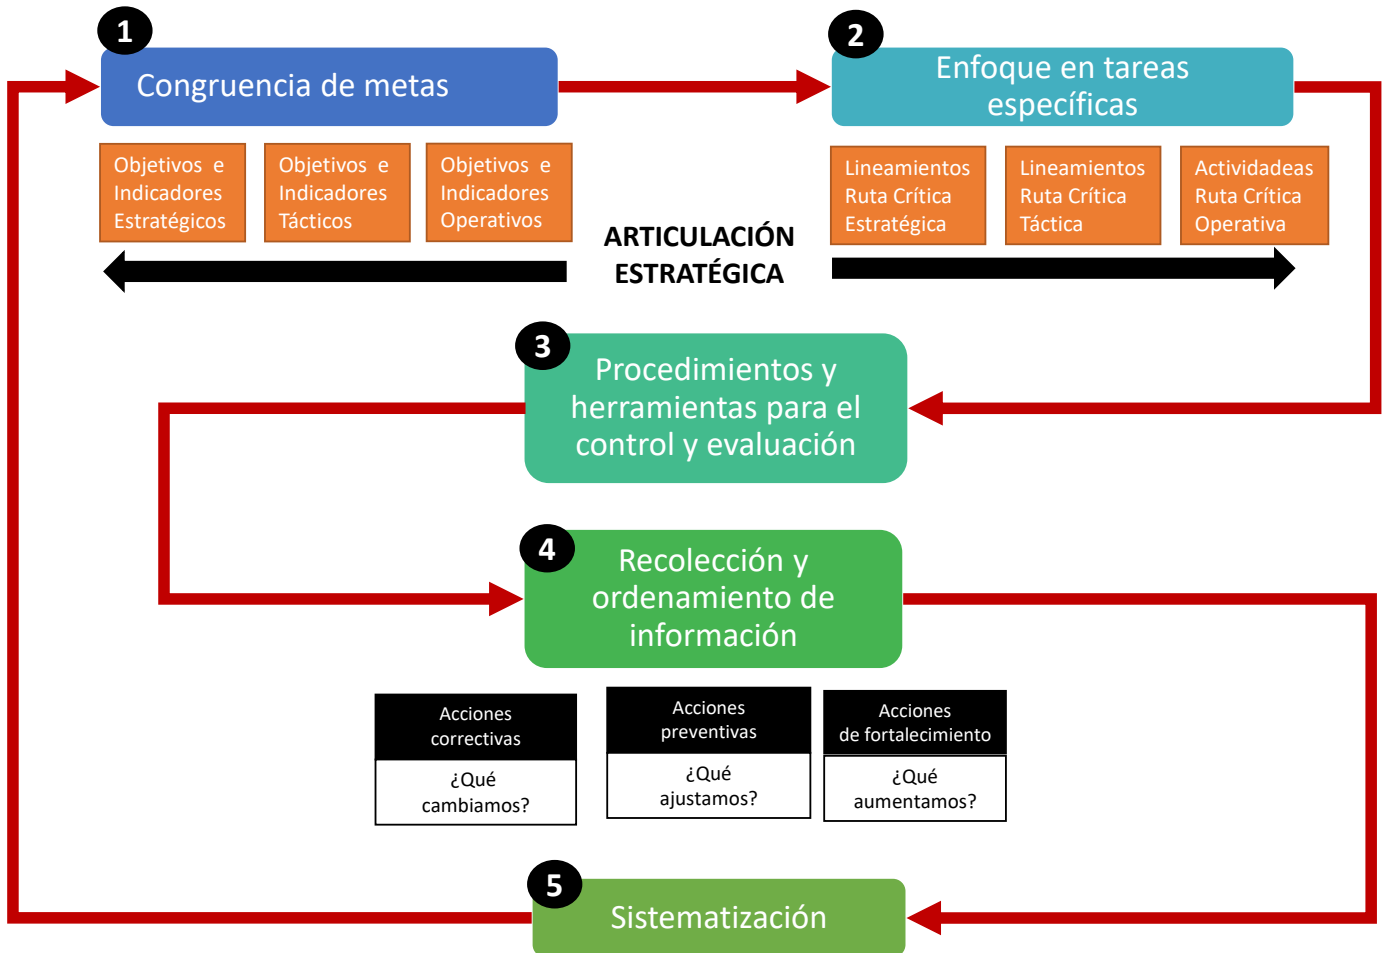 1
Congruencia de metas
2
Enfoque en tareas
específicas
Objetivos e
Indicadores
Estratégicos
Objetivos e
Indicadores
Tácticos
Objetivos e
Indicadores
Operativos
ARTICULACIÓN
ESTRATÉGICA
Lineamientos
Ruta Crítica
Estratégica
Lineamientos
Ruta Crítica
Táctica
Actividadeas
Ruta Crítica
Operativa
3
Procedimientos y
herramientas para el
control y evaluación
4
Recolección y
ordenamiento de
información
Acciones
correctivas
¿Qué
cambiamos?
Acciones
preventivas
¿Qué
ajustamos?
Acciones
de fortalecimiento
¿Qué
aumentamos?
5
Sistematización